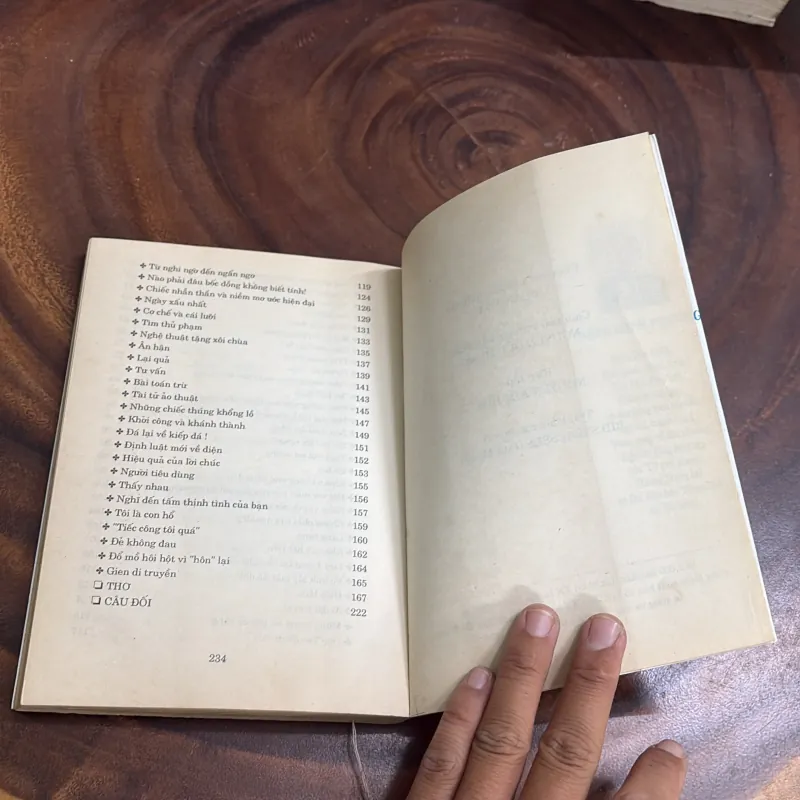 ✤ Từ nghi ngờ đến ngẩn ngơ 119
✤ Nào phải đâu bốc đồng không biết tính! 124
✤ Chiếc nhẫn thần và niềm mơ ước hiện đại 126
✤ Ngày xấu nhất 129
✤ Cơ chế và cái lưỡi 131
✤ Tìm thủ phạm 133
✤ Nghệ thuật tặng xôi chùa 135
✤ Ân hận 137
✤ Lại quả 139
✤ Tư vấn 141
✤ Bài toán trừ 143
✤ Tài tử ảo thuật 145
✤ Những chiếc thúng khổng lồ 147
✤ Khởi công và khánh thành 149
✤ Đá lại về kiếp đá ! 151
✤ Định luật mới về điện 152
✤ Hiệu quả của lời chúc 153
✤ Người tiêu dùng 155
✤ Thấy nhau 156
✤ Nghĩ đến tấm thịnh tình của bạn 157
✤ Tôi là con hổ 159
✤ "Tiếc công tôi quá" 160
✤ Đẻ không đau 162
✤ Đổ mồ hôi hột vì "hôn" lại 164
✤ Gien di truyền 165
❑ THƠ 167
❑ CÂU ĐỐI 222
234
G